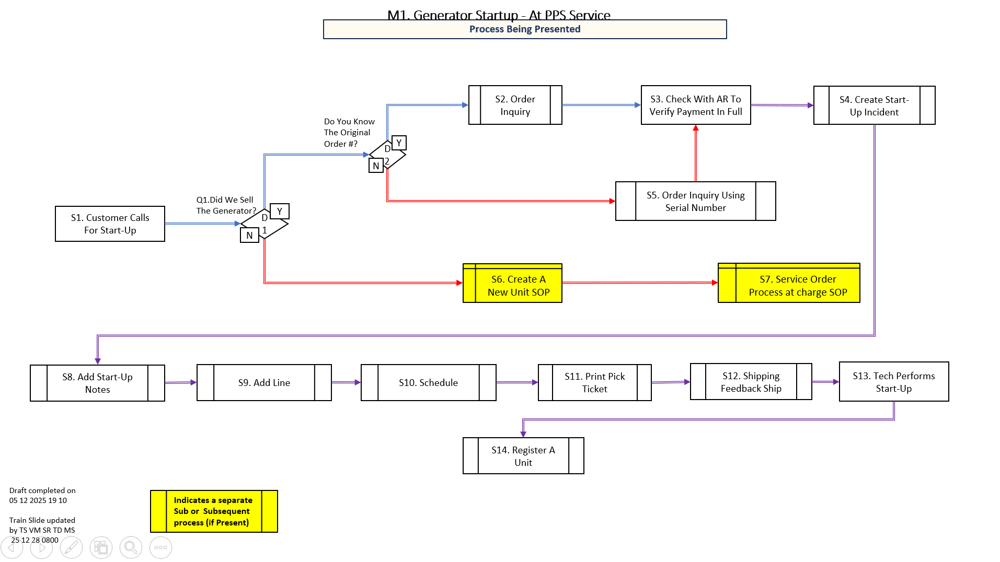 M1. Generator Startup - At PPS Service
Process Being Presented
S2. Order
Inquiry
S3. Check With AR To
Verify Payment In Full
S4. Create Start-
Up Incident
Do You Know
The Original
Order #?
D
2
Y
N
S5. Order Inquiry Using
Serial Number
Q1.Did We Sell
The Generator?
S1. Customer Calls
For Start-Up
D
1
Y
N
S6. Create A
New Unit SOP
S7. Service Order
Process at charge SOP
S8. Add Start-Up
Notes
S9. Add Line
S10. Schedule
S11. Print Pick
Ticket
S12. Shipping
Feedback Ship
S13. Tech Performs
Start-Up
S14. Register A
Unit
Draft completed on
05 12 2025 19 10
Train Slide updated
by TS VM SR TD MS
25 12 28 0800
Indicates a separate
Sub or Subsequent
process (if Present)